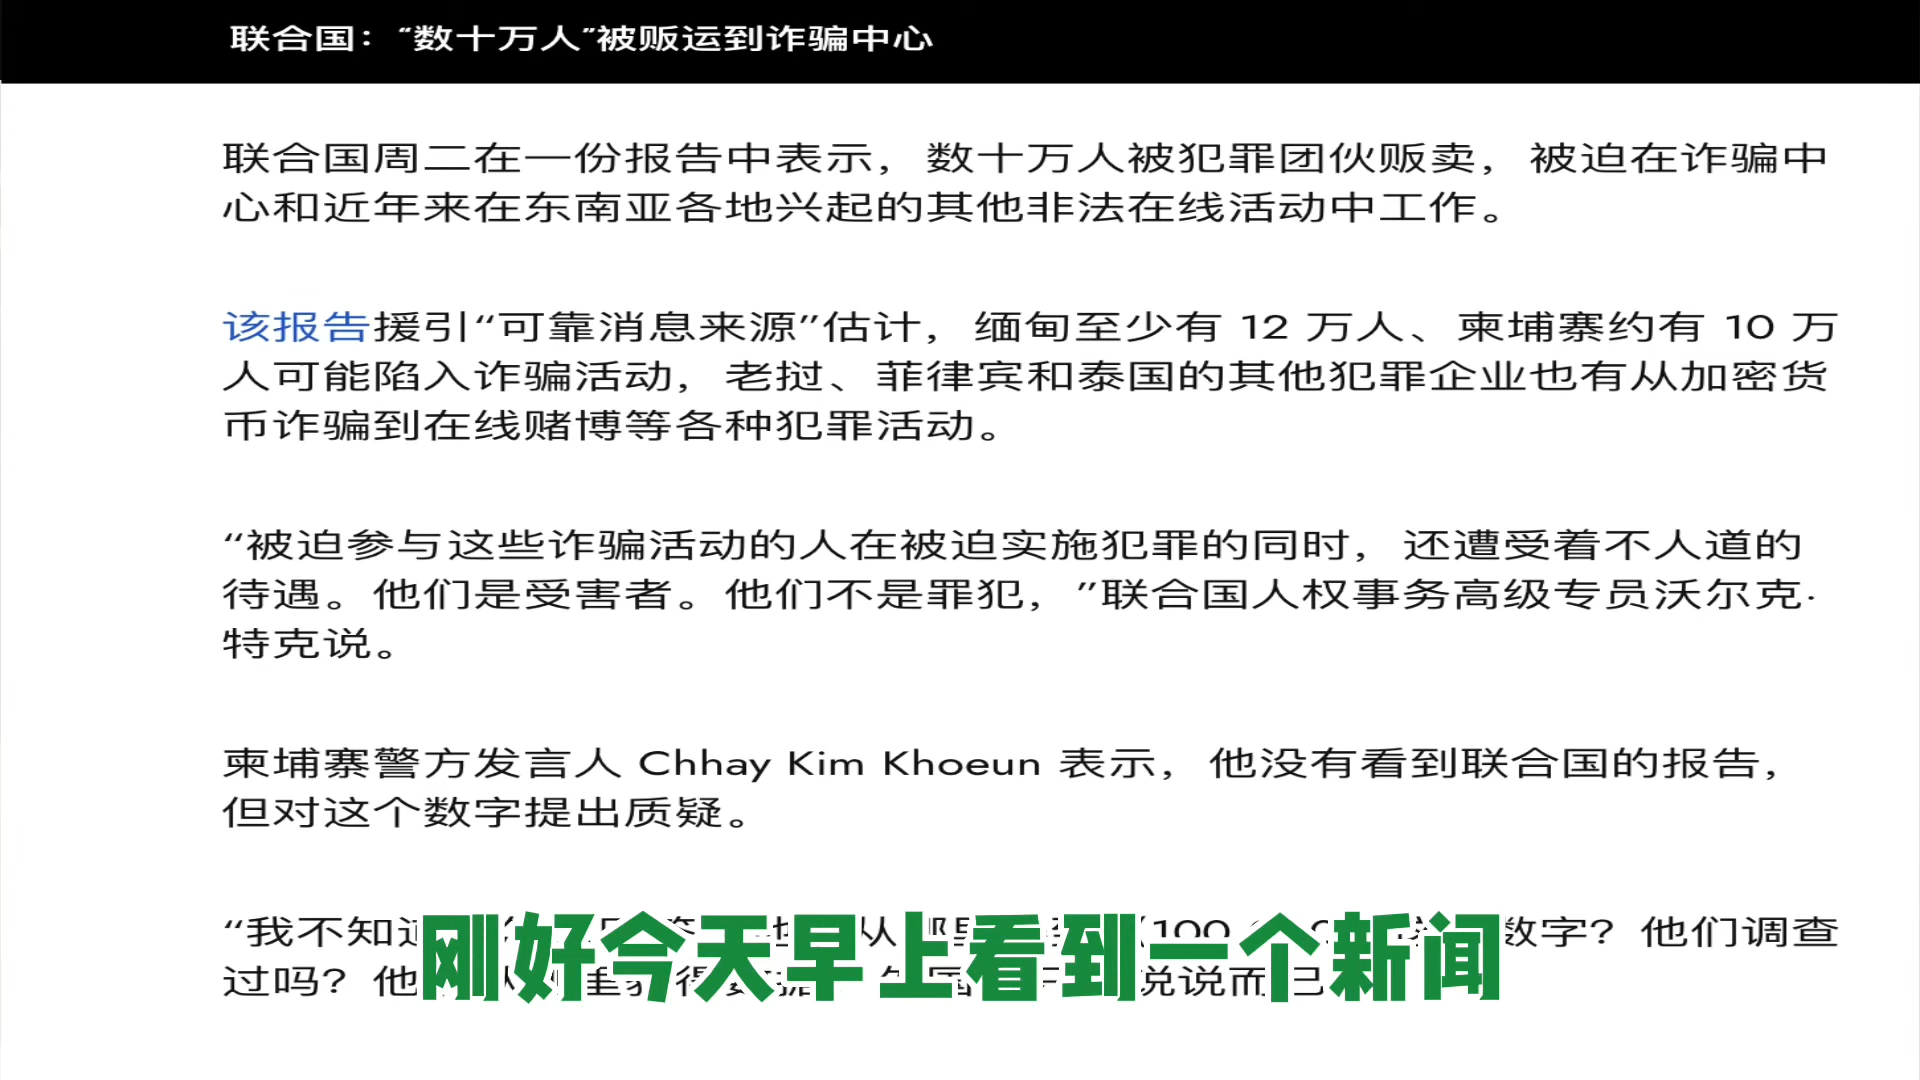 联合国：“数十万人”被贩运到诈骗中心
联合国周二在一份报告中表示，数十万人被犯罪团伙贩卖，被迫在诈骗中
心和近年来在东南亚各地兴起的其他非法在线活动中工作。
该报告援引“可靠消息来源”估计，缅甸至少有 12 万人、柬埔寨约有 10 万
人可能陷入诈骗活动，老挝、菲律宾和泰国的其他犯罪企业也有从加密货
币诈骗到在线赌博等各种犯罪活动。
“被迫参与这些诈骗活动的人在被迫实施犯罪的同时，还遭受着不人道的
待遇。他们是受害者。他们不是罪犯，”联合国人权事务高级专员沃尔克·
特克说。
柬埔寨警方发言人 Chhay Kim Khoeun 表示，他没有看到联合国的报告，
但对这个数字提出质疑。
“我不知道 从 (100 数字？他们调查
过吗？他 说说而已
刚好今天早上看到一个新闻